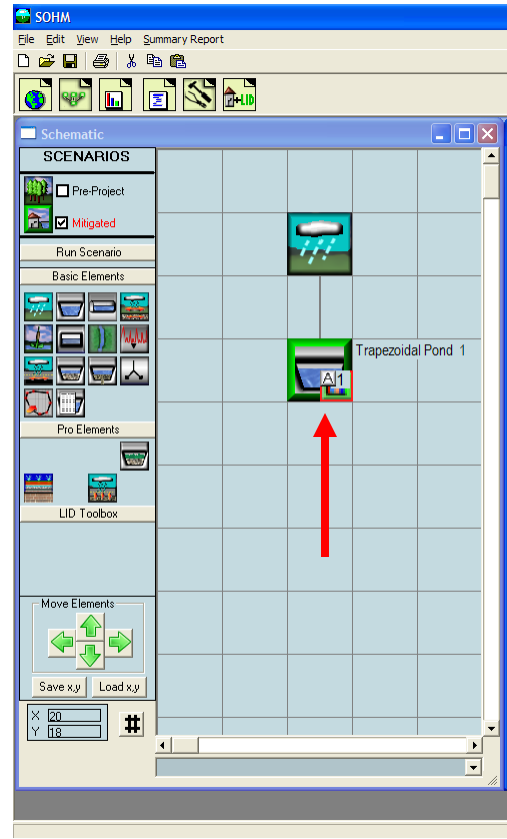 SOHM
File Edit View Help Summary Report
+LID
Schematic
SCENARIOS
Pre-Project
Mitigated
Run Scenario
Basic Elements
Pro Elements
LID Toolbox
Move Elements
Save x,y Load x,y
X 20
Y 18
#
Trapezoidal Pond 1
A 1